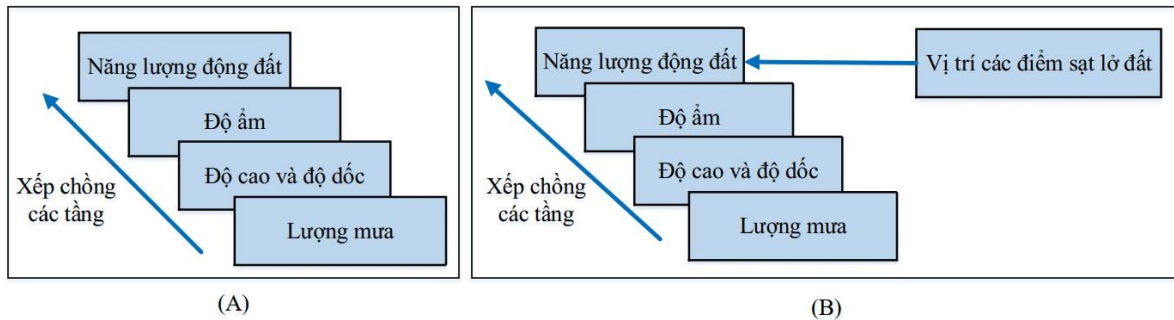 Năng lượng động đất
Độ ẩm
Độ cao và độ dốc
Lượng mưa
Xếp chồng
các tầng
(A)
Năng lượng động đất
Vị trí các điểm sạt lở đất
Độ ẩm
Độ cao và độ dốc
Lượng mưa
Xếp chồng
các tầng
(B)